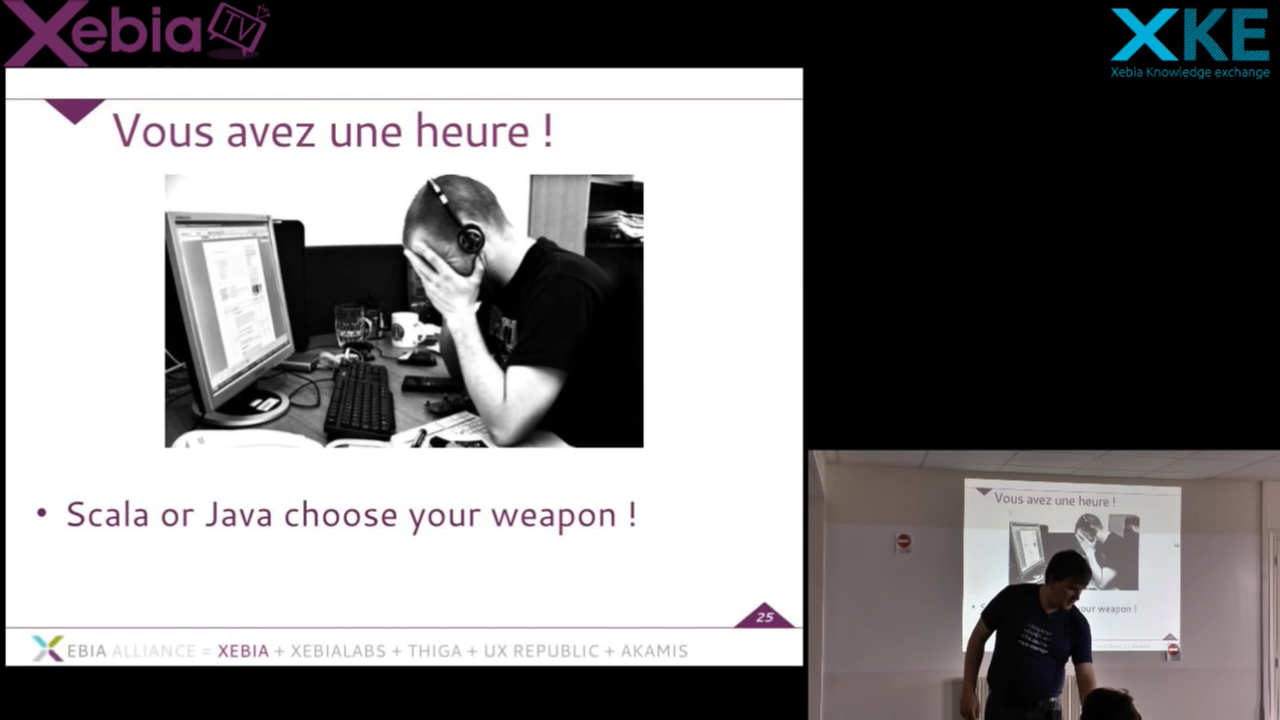 Xebia TV
XKE
Xebia Knowledge exchange
Vous avez une heure !
• Scala or Java choose your weapon !
25
XEBIA ALLIANCE = XEBIA + XEBIALABS + THIGA + UX REPUBLIC + AKAMIS
Vous avez une heure !
your weapon !